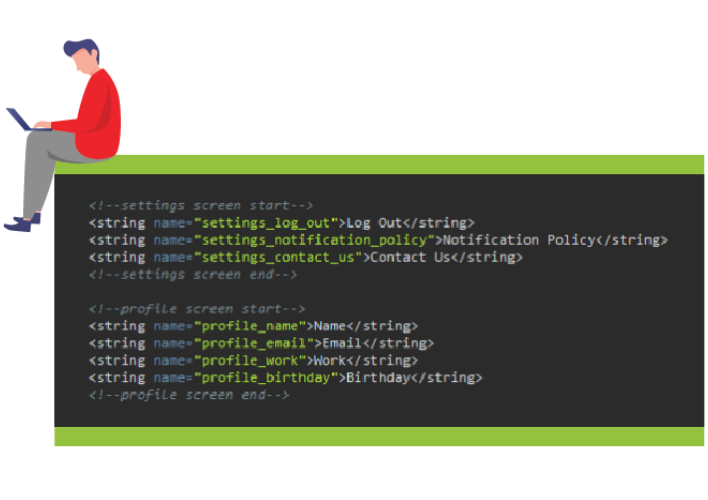 <!--settings screen start-->
<string name="settings_log_out">Log Out</string>
<string name="settings_notification_policy">Notification Policy</string>
<string name="settings_contact_us">Contact Us</string>
<!--settings screen end-->
<!--profile screen start-->
<string name="profile_name">Name</string>
<string name="profile_email">Email</string>
<string name="profile_work">Work</string>
<string name="profile_birthday">Birthday</string>
<!--profile screen end-->